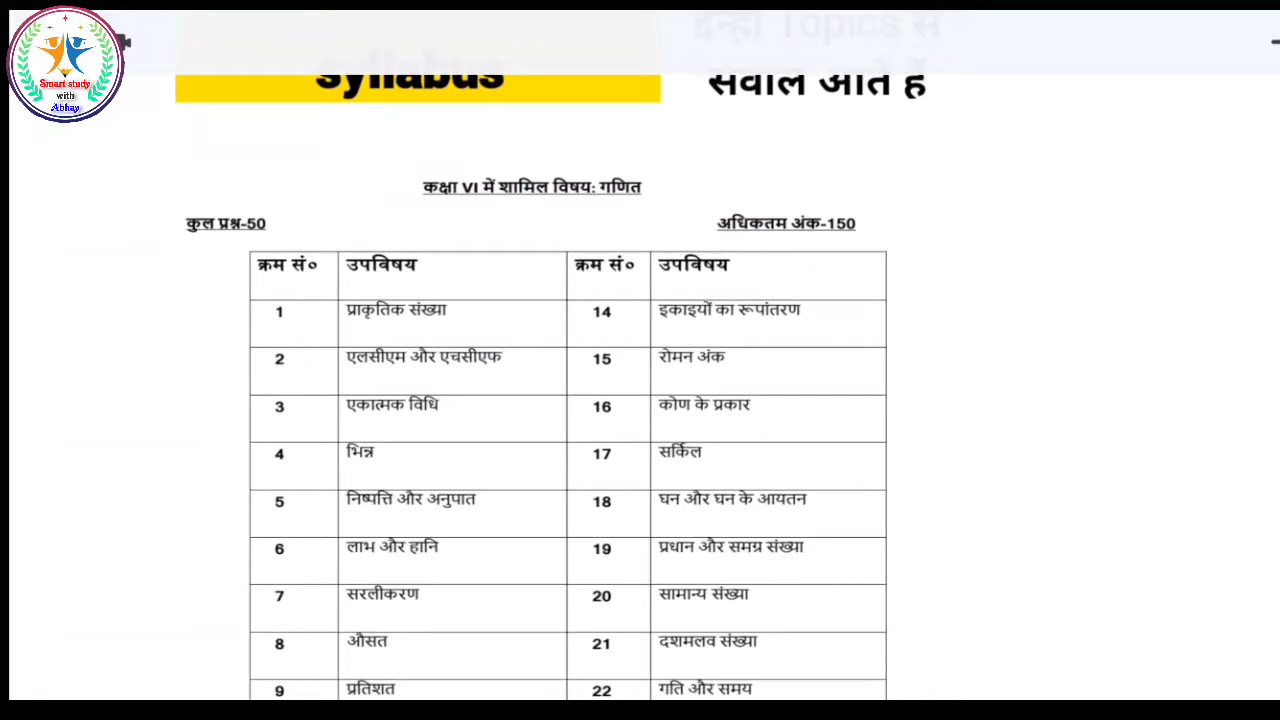 Smart study
with
Abhay
syllabus
इन्हीं Topics से
सवाल आते हैं
कक्षा VI में शामिल विषय: गणित
कुल प्रश्न-50
अधिकतम अंक-150
क्रम सं० उपविषय क्रम सं० उपविषय
1 प्राकृतिक संख्या 14 इकाइयों का रूपांतरण
2 एलसीएम और एचसीएफ 15 रोमन अंक
3 एकात्मक विधि 16 कोण के प्रकार
4 भिन्न 17 सर्किल
5 निष्पत्ति और अनुपात 18 घन और घन के आयतन
6 लाभ और हानि 19 प्रधान और समग्र संख्या
7 सरलीकरण 20 सामान्य संख्या
8 औसत 21 दशमलव संख्या
9 प्रतिशत 22 गति और समय